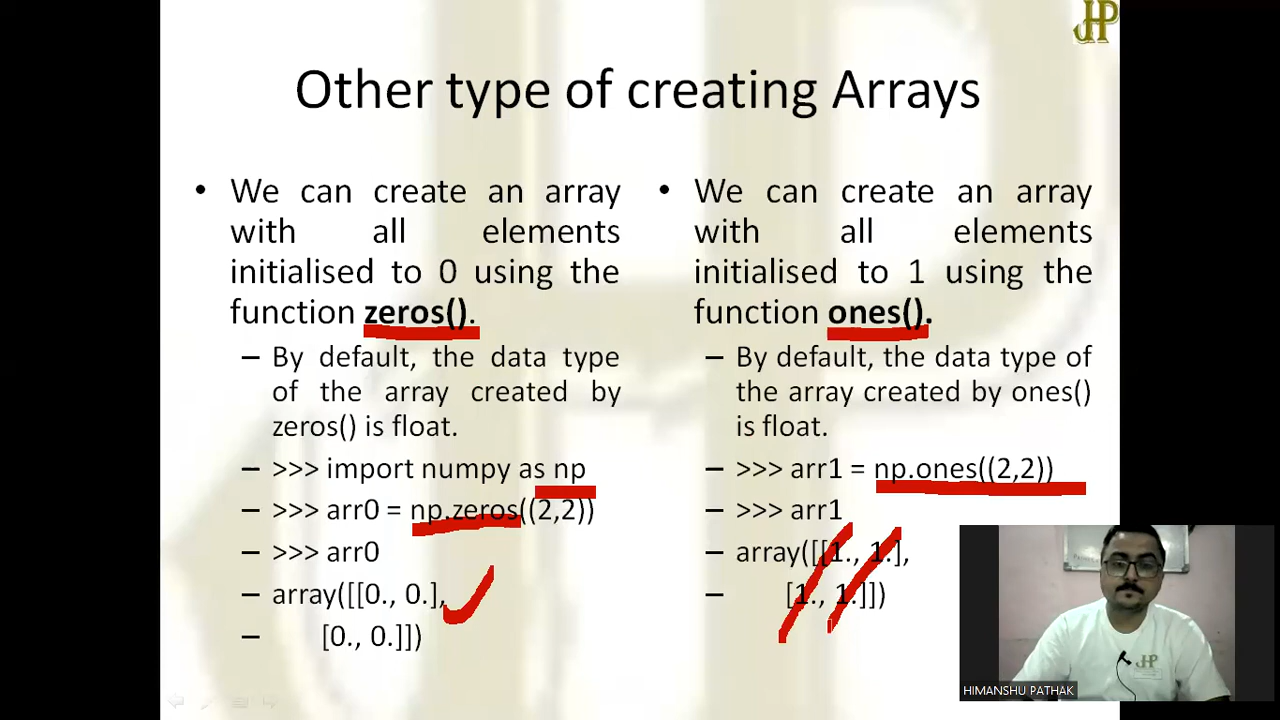 JHP
Other type of creating Arrays
• We can create an array
with all elements
initialised to 0 using the
function zeros().
– By default, the data type
of the array created by
zeros() is float.
– >>> import numpy as np
– >>> arr0 = np.zeros((2,2))
– >>> arr0
– array([[0., 0.],
– [0., 0.]])
• We can create an array
with all elements
initialised to 1 using the
function ones().
– By default, the data type of
the array created by ones()
is float.
– >>> arr1 = np.ones((2,2))
– >>> arr1
– array([[1., 1.],
– [1., 1.]])
JHP
HIMANSHU PATHAK